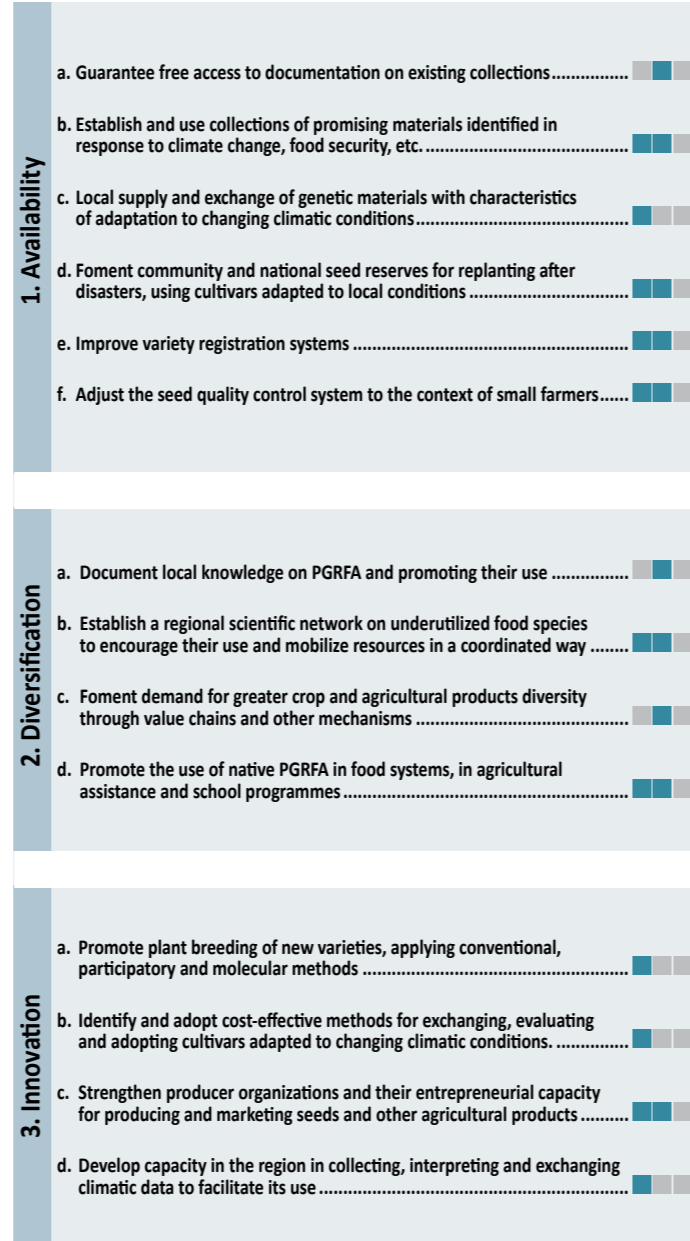 1. Availability
a. Guarantee free access to documentation on existing collections................
b. Establish and use collections of promising materials identified in
response to climate change, food security, etc. ..........................................
c. Local supply and exchange of genetic materials with characteristics
of adaptation to changing climatic conditions............................................
d. Foment community and national seed reserves for replanting after
disasters, using cultivars adapted to local conditions .................................
e. Improve variety registration systems .........................................................
f. Adjust the seed quality control system to the context of small farmers......
2. Diversification
a. Document local knowledge on PGRFA and promoting their use ................
b. Establish a regional scientific network on underutilized food species
to encourage their use and mobilize resources in a coordinated way ........
c. Foment demand for greater crop and agricultural products diversity
through value chains and other mechanisms ............................................
d. Promote the use of native PGRFA in food systems, in agricultural
assistance and school programmes...........................................................
3. Innovation
a. Promote plant breeding of new varieties, applying conventional,
participatory and molecular methods .......................................................
b. Identify and adopt cost-effective methods for exchanging, evaluating
and adopting cultivars adapted to changing climatic conditions. ...............
c. Strengthen producer organizations and their entrepreneurial capacity
for producing and marketing seeds and other agricultural products ..........
d. Develop capacity in the region in collecting, interpreting and exchanging
climatic data to facilitate its use ................................................................